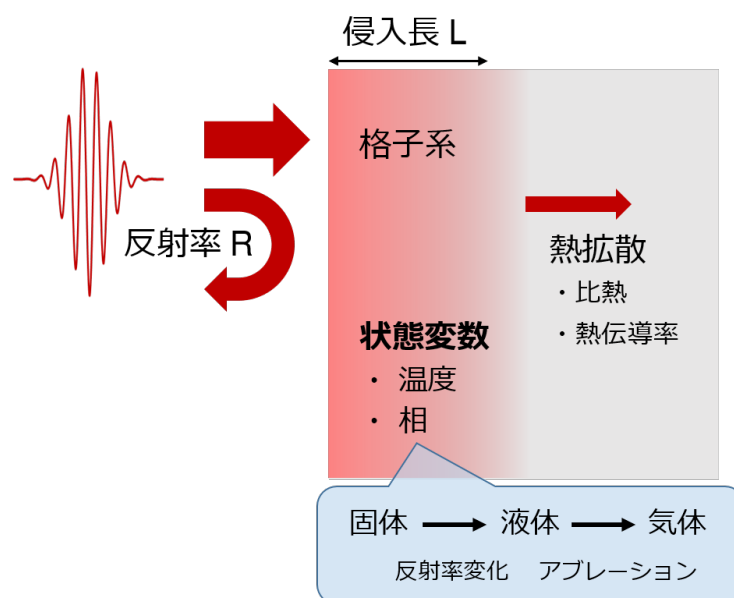 侵入長 L
格子系
反射率 R
熱拡散
・比熱
・熱伝導率
状態変数
・ 温度
・ 相
固体 液体 気体
反射率変化 アブレーション